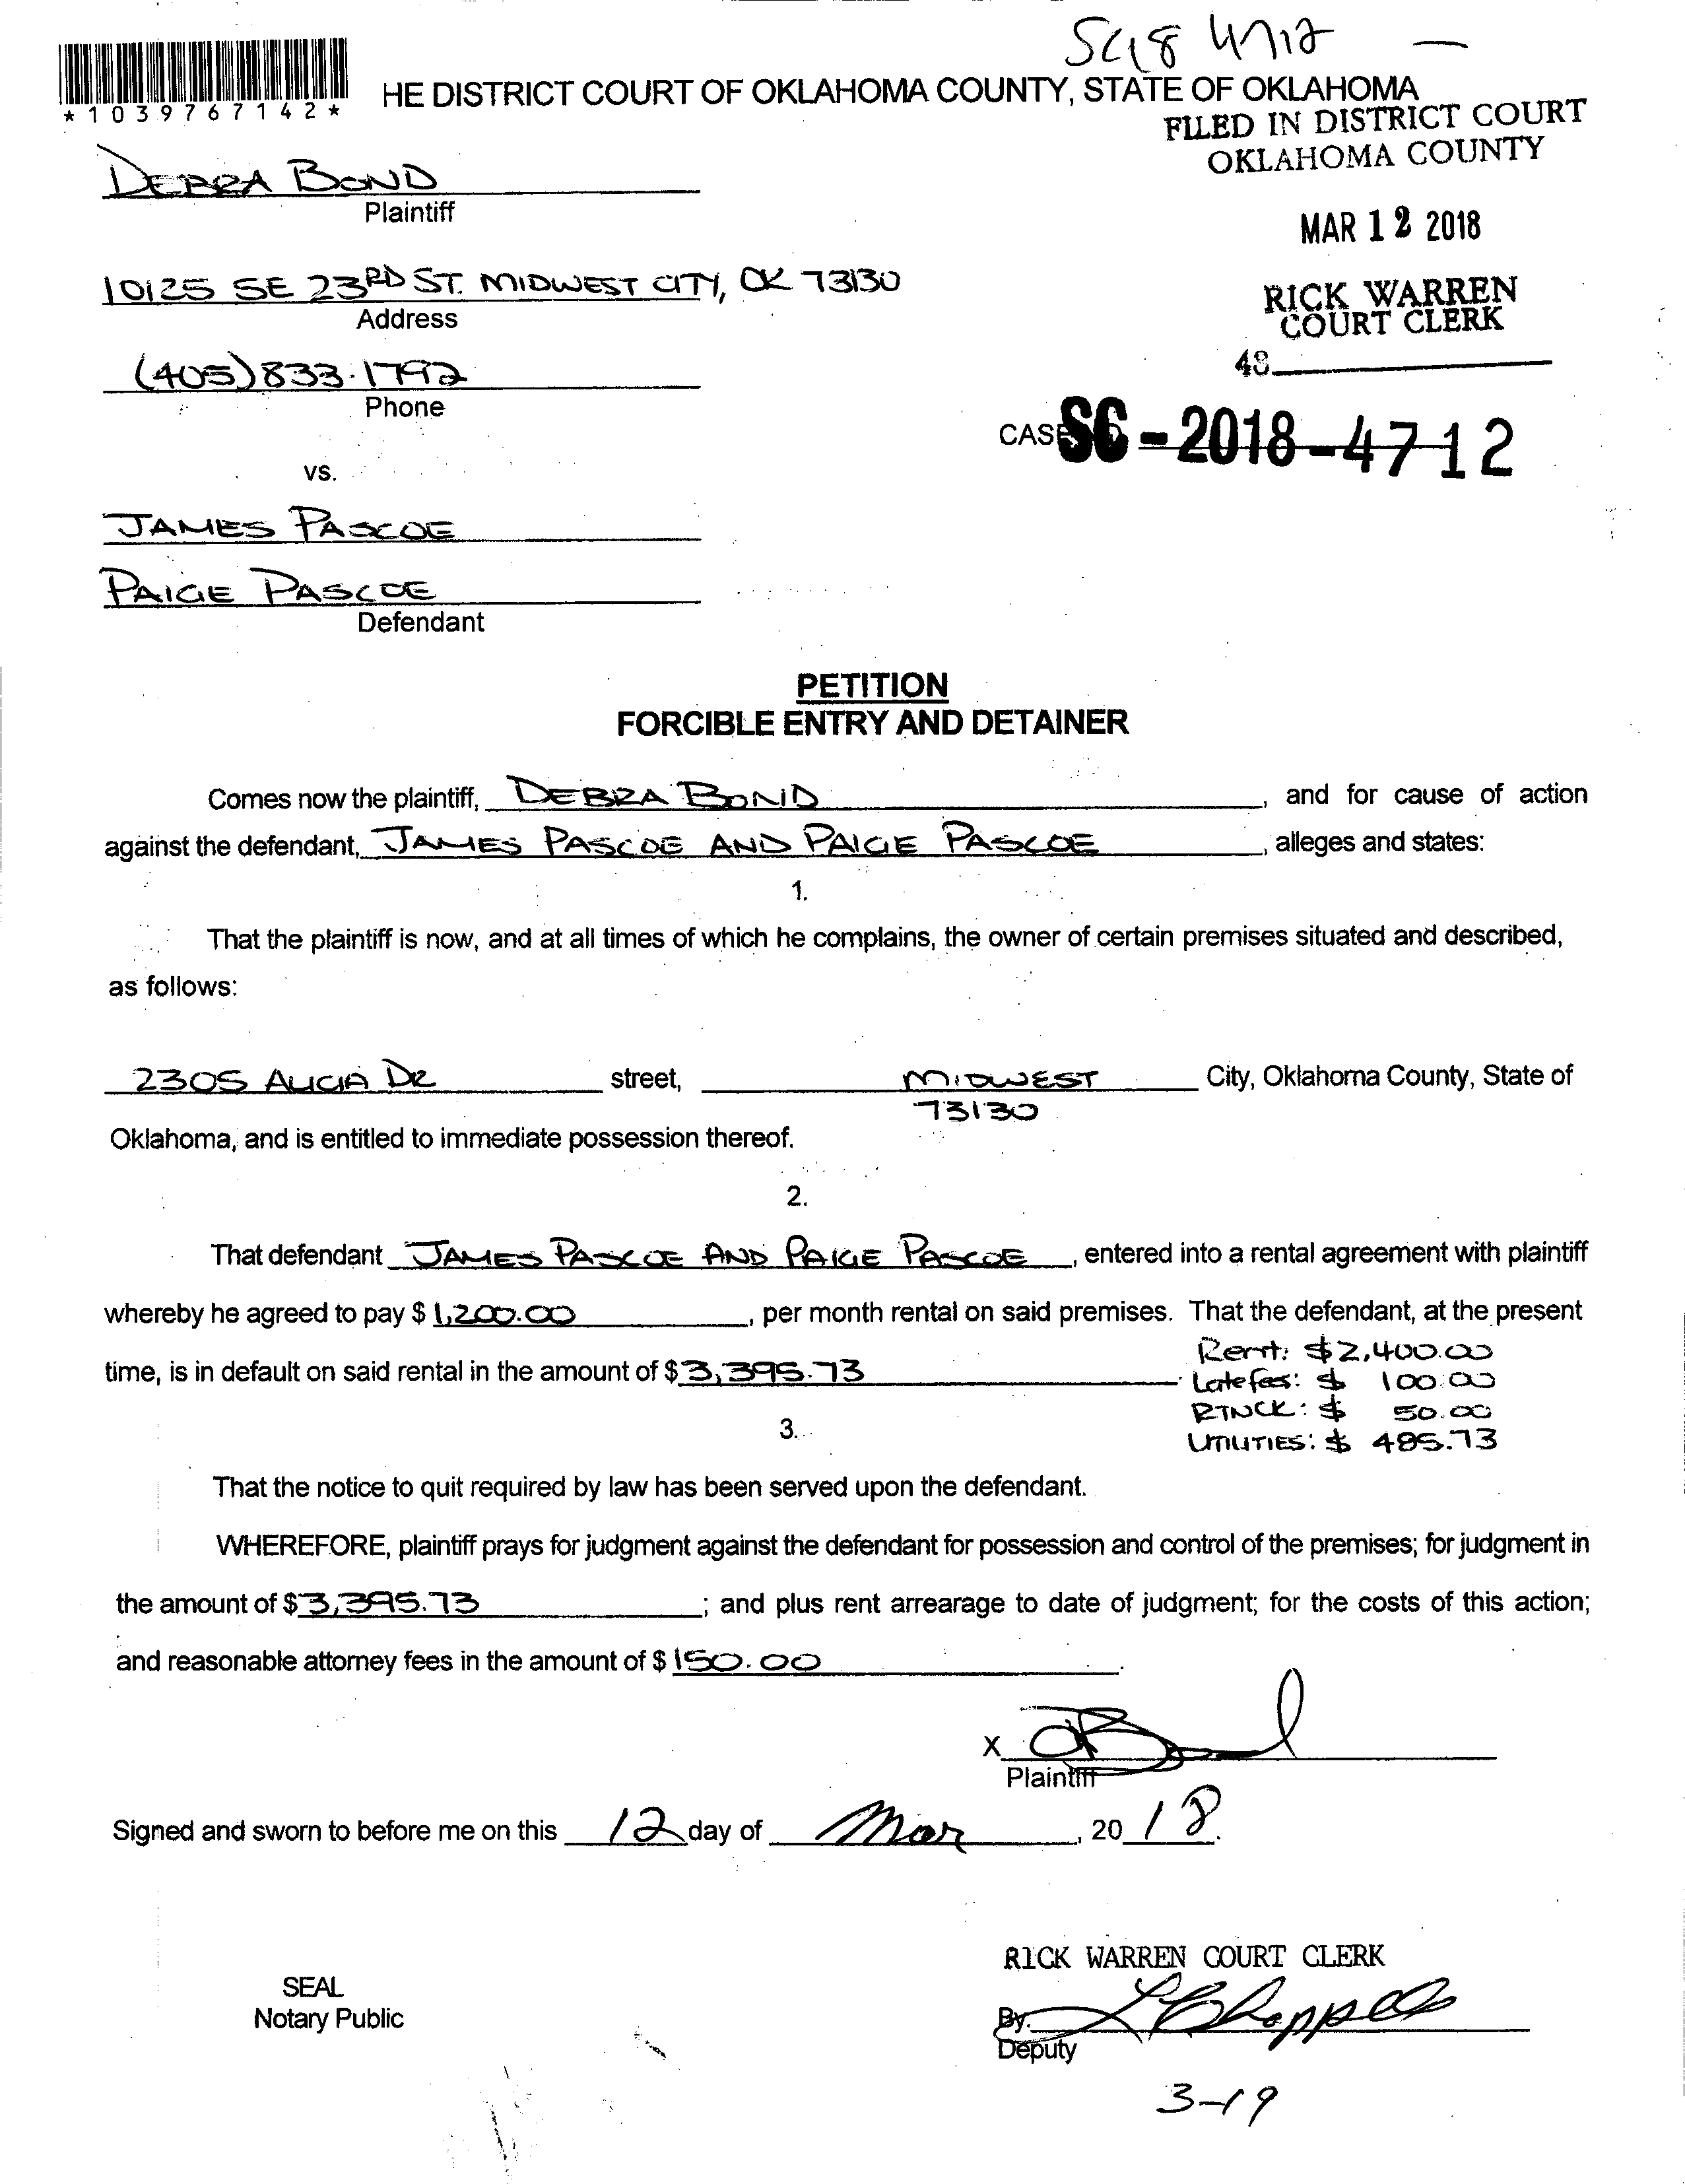 SC18 4712 —
*1039767142*
HE DISTRICT COURT OF OKLAHOMA COUNTY, STATE OF OKLAHOMA
FILED IN DISTRICT COURT
OKLAHOMA COUNTY
DEBRA BOND
Plaintiff
MAR 12 2018
10125 SE 23RD ST. MIDWEST CITY, OK 73130
Address
RICK WARREN
COURT CLERK
(405) 833-1792
48
Phone
CASE SC-2018-4712
vs.
JAMES PASCOE
PAIGE PASCOE
Defendant
PETITION
FORCIBLE ENTRY AND DETAINER
Comes now the plaintiff, DEBRA BOND, and for cause of action
against the defendant, JAMES PASCOE AND PAIGE PASCOE, alleges and states:
1.
That the plaintiff is now, and at all times of which he complains, the owner of certain premises situated and described,
as follows:
2305 ALICIA DR street, MIDWEST City, Oklahoma County, State of
73130
Oklahoma, and is entitled to immediate possession thereof.
2.
That defendant JAMES PASCOE AND PAIGE PASCOE, entered into a rental agreement with plaintiff
whereby he agreed to pay $ 1,200.00, per month rental on said premises. That the defendant, at the present
time, is in default on said rental in the amount of $ 3,395.73.
Rent: $2,400.00
Late fees: $ 100.00
RTNCK: $ 50.00
UTILITIES: $ 485.73
3.
That the notice to quit required by law has been served upon the defendant.
WHEREFORE, plaintiff prays for judgment against the defendant for possession and control of the premises; for judgment in
the amount of $ 3,395.73; and plus rent arrearage to date of judgment; for the costs of this action;
and reasonable attorney fees in the amount of $ 150.00.
X
Plaintiff
Signed and sworn to before me on this 12 day of Mar, 20 18.
RICK WARREN COURT CLERK
SEAL
Notary Public
By: L Chappell
Deputy
3-19